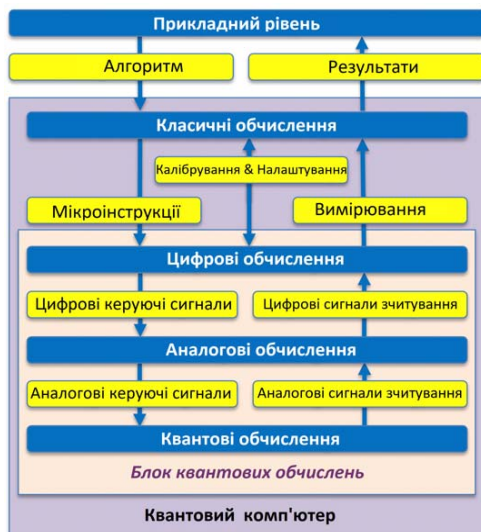 Прикладний рівень
Алгоритм
Результати
Класичні обчислення
Калібрування & Налаштування
Мікроінструкції
Вимірювання
Цифрові обчислення
Цифрові керуючі сигнали
Цифрові сигнали зчитування
Аналогові обчислення
Аналогові керуючі сигнали
Аналогові сигнали зчитування
Квантові обчислення
Блок квантових обчислень
Квантовий комп'ютер